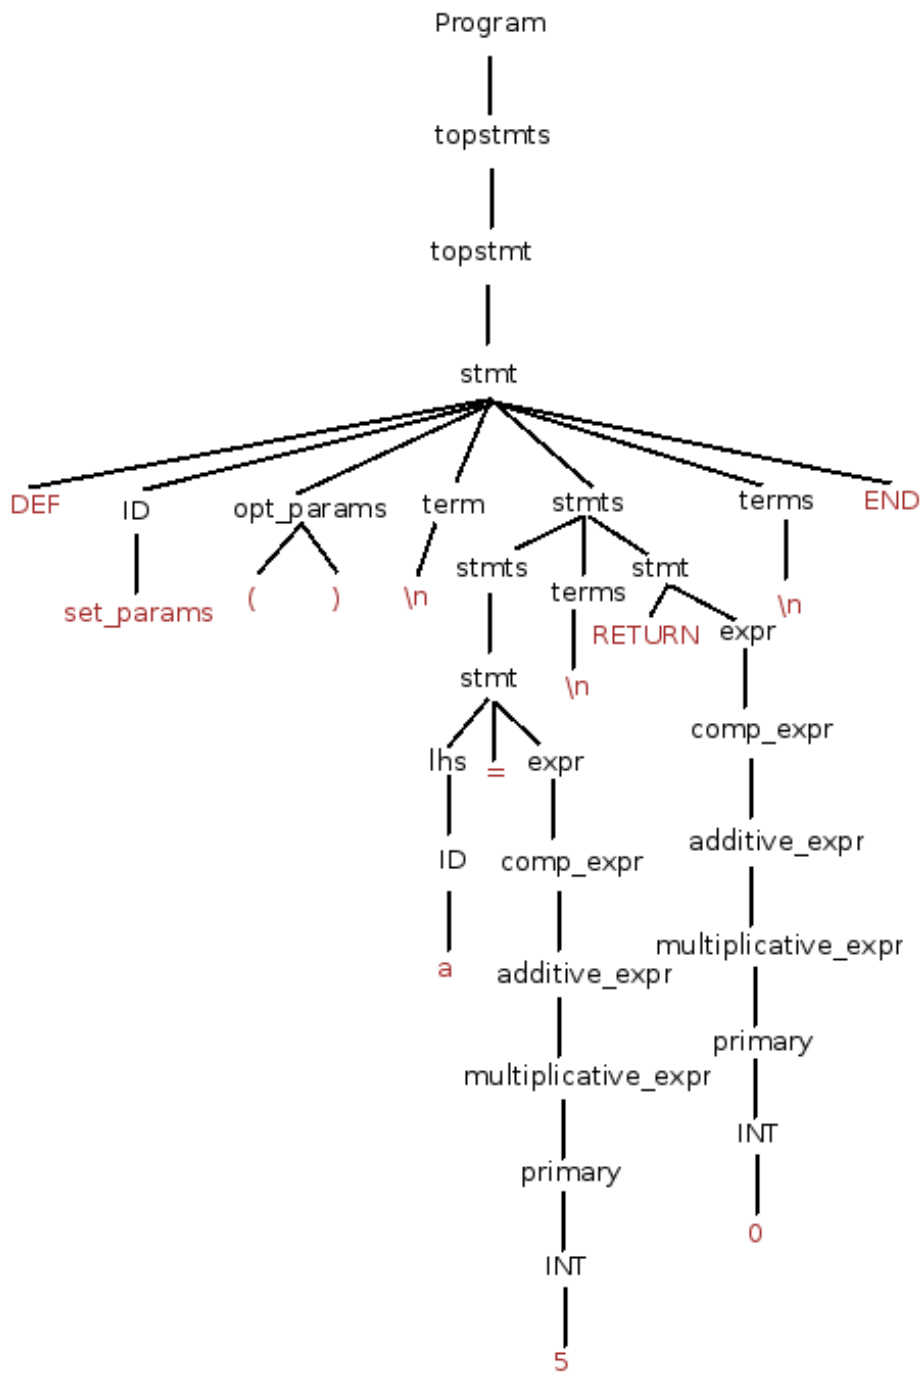 Program
topstmts
topstmt
stmt
DEF ID opt_params term stmts terms END
set_params ( ) \n stmts terms stmt \n
RETURN expr
stmt \n
comp_expr
lhs = expr
additive_expr
ID comp_expr
multiplicative_expr
a additive_expr
primary
multiplicative_expr
INT
primary
0
INT
5